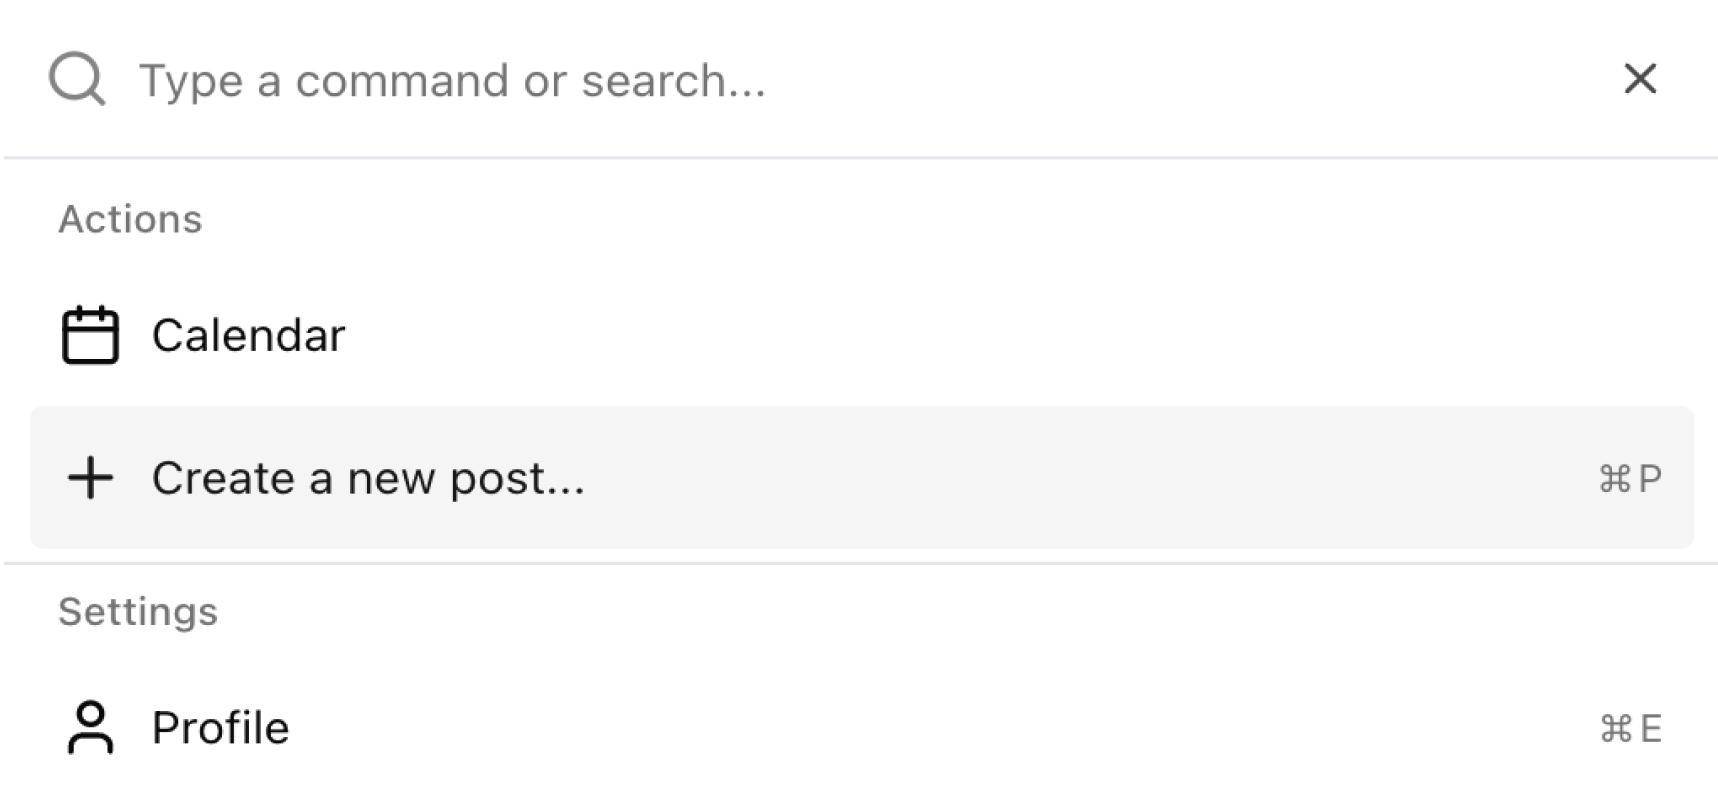 Type a command or search...
Actions
Calendar
Create a new post... ⌘P
Settings
Profile ⌘E